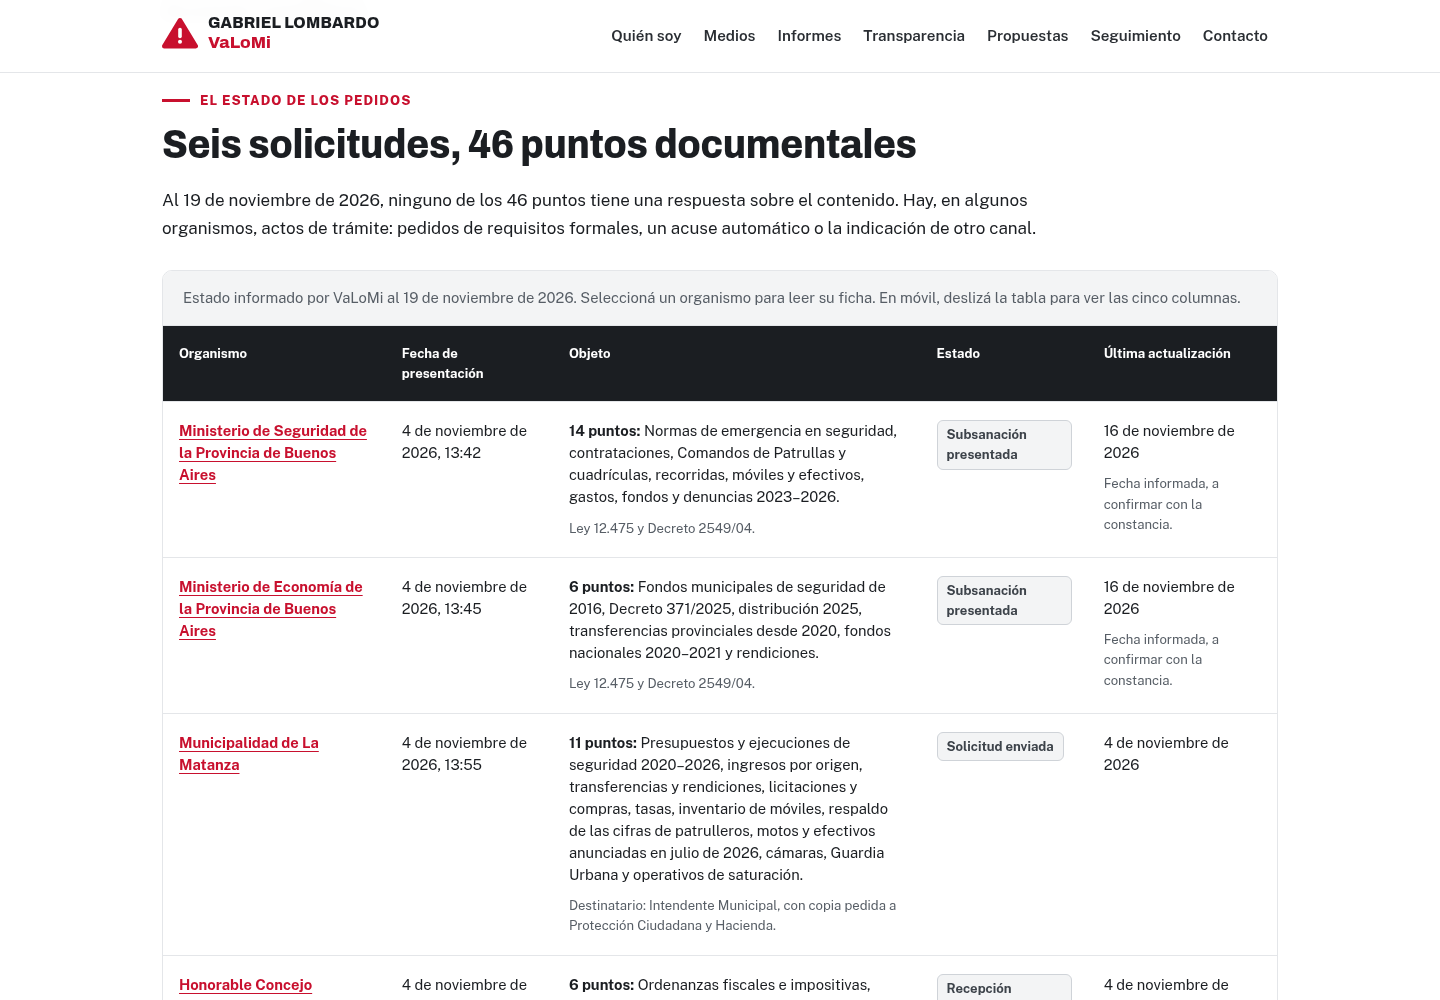 GABRIEL LOMBARDO
VaLoMi
Quién soy Medios Informes Transparencia Propuestas Seguimiento Contacto
EL ESTADO DE LOS PEDIDOS
Seis solicitudes, 46 puntos documentales
Al 19 de noviembre de 2026, ninguno de los 46 puntos tiene una respuesta sobre el contenido. Hay, en algunos
organismos, actos de trámite: pedidos de requisitos formales, un acuse automático o la indicación de otro canal.
Estado informado por VaLoMi al 19 de noviembre de 2026. Seleccioná un organismo para leer su ficha. En móvil, deslizá la tabla para ver las cinco columnas.
Organismo
Fecha de
presentación
Objeto
Estado
Última actualización
Ministerio de Seguridad de
la Provincia de Buenos
Aires
4 de noviembre de
2026, 13:42
14 puntos: Normas de emergencia en seguridad,
contrataciones, Comandos de Patrullas y
cuadrículas, recorridas, móviles y efectivos,
gastos, fondos y denuncias 2023–2026.
Ley 12.475 y Decreto 2549/04.
Subsanación
presentada
16 de noviembre de
2026
Fecha informada, a
confirmar con la
constancia.
Ministerio de Economía de
la Provincia de Buenos
Aires
4 de noviembre de
2026, 13:45
6 puntos: Fondos municipales de seguridad de
2016, Decreto 371/2025, distribución 2025,
transferencias provinciales desde 2020, fondos
nacionales 2020–2021 y rendiciones.
Ley 12.475 y Decreto 2549/04.
Subsanación
presentada
16 de noviembre de
2026
Fecha informada, a
confirmar con la
constancia.
Municipalidad de La
Matanza
4 de noviembre de
2026, 13:55
11 puntos: Presupuestos y ejecuciones de
seguridad 2020–2026, ingresos por origen,
transferencias y rendiciones, licitaciones y
compras, tasas, inventario de móviles, respaldo
de las cifras de patrulleros, motos y efectivos
anunciadas en julio de 2026, cámaras, Guardia
Urbana y operativos de saturación.
Destinatario: Intendente Municipal, con copia pedida a
Protección Ciudadana y Hacienda.
Solicitud enviada
4 de noviembre de
2026
Honorable Concejo
4 de noviembre de
6 puntos: Ordenanzas fiscales e impositivas,
Recepción
4 de noviembre de